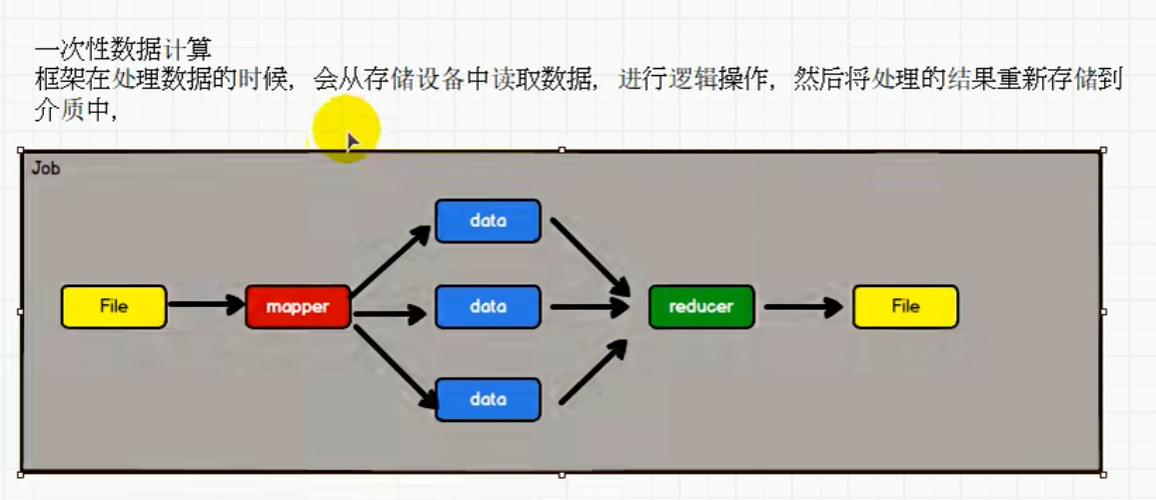 一次性数据计算
框架在处理数据的时候，会从存储设备中读取数据，进行逻辑操作，然后将处理的结果重新存储到
介质中，
Job
data
File mapper data reducer File
data